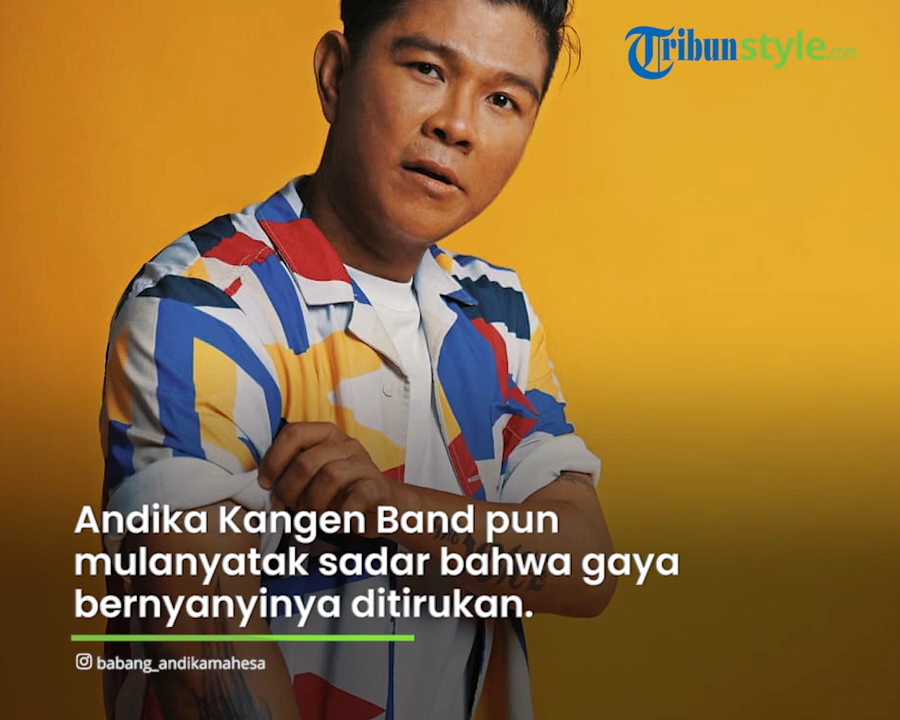 Tribunstyle.com
Andika Kangen Band pun
mulanyatak sadar bahwa gaya
bernyanyinya ditirukan.
babang_andikamahesa